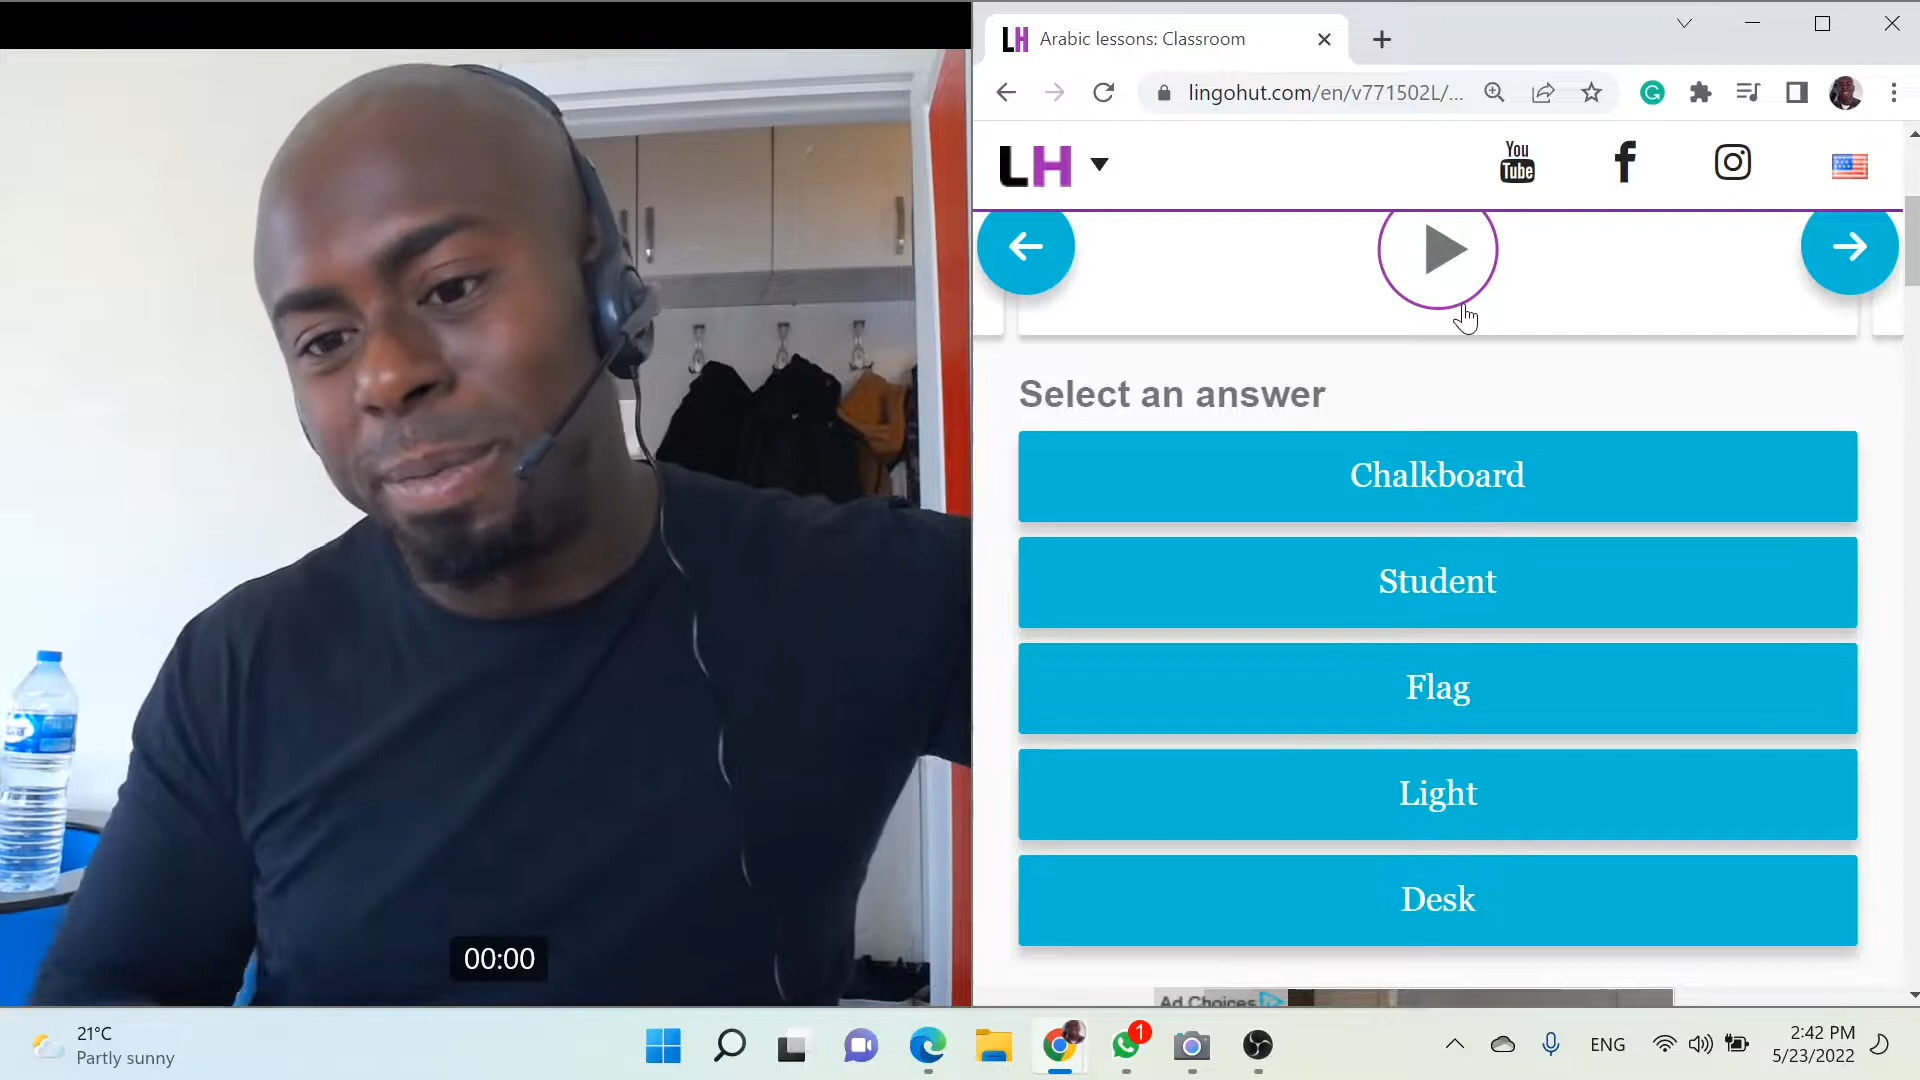 LH Arabic lessons: Classroom
lingohut.com/en/v771502L/...
LH
You
Tube
Select an answer
Chalkboard
Student
Flag
Light
Desk
Ad Choices
00:00
21°C
Partly sunny
1
ENG
2:42 PM
5/23/2022